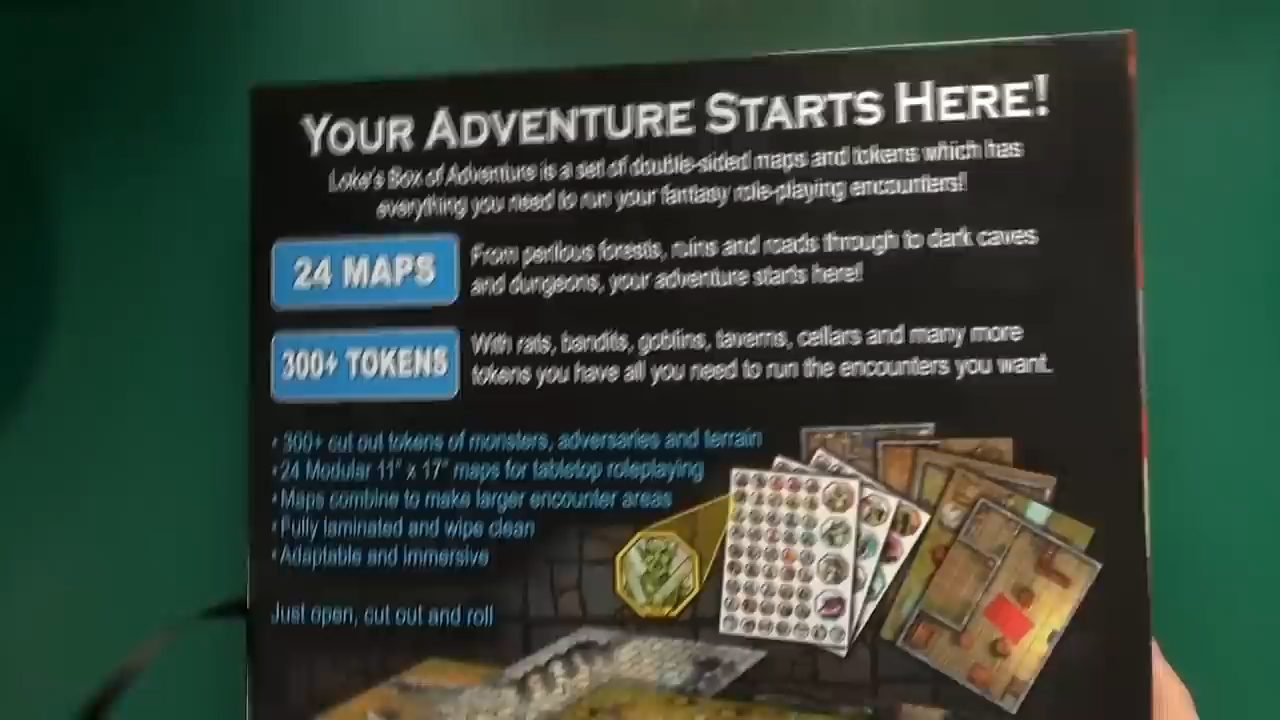 YOUR ADVENTURE STARTS HERE!
Loke's Box of Adventure is a set of double-sided maps and tokens which has
everything you need to run your fantasy role-playing encounters!
24 MAPS
From perilous forests, ruins and roads through to dark caves
and dungeons, your adventure starts here!
300+ TOKENS
With rats, bandits, goblins, taverns, cellars and many more
tokens you have all you need to run the encounters you want.
• 300+ cut out tokens of monsters, adversaries and terrain
• 24 Modular 11" x 17" maps for tabletop roleplaying
• Maps combine to make larger encounter areas
• Fully laminated and wipe clean
• Adaptable and immersive
Just open, cut out and roll